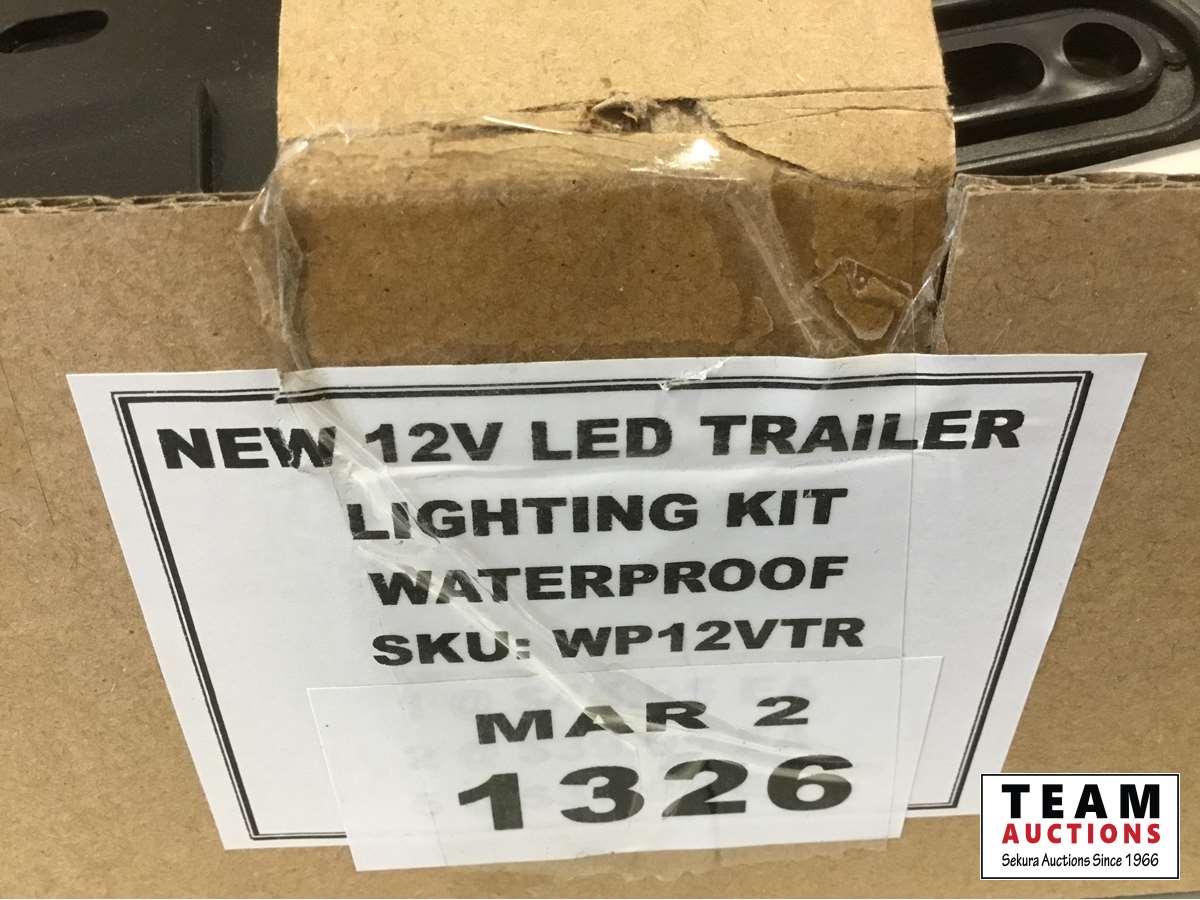 NEW 12V LED TRAILER
LIGHTING KIT
WATERPROOF
SKU: WP12VTR
MAR 2
1326
TEAM
AUCTIONS
Sekura Auctions Since 1966